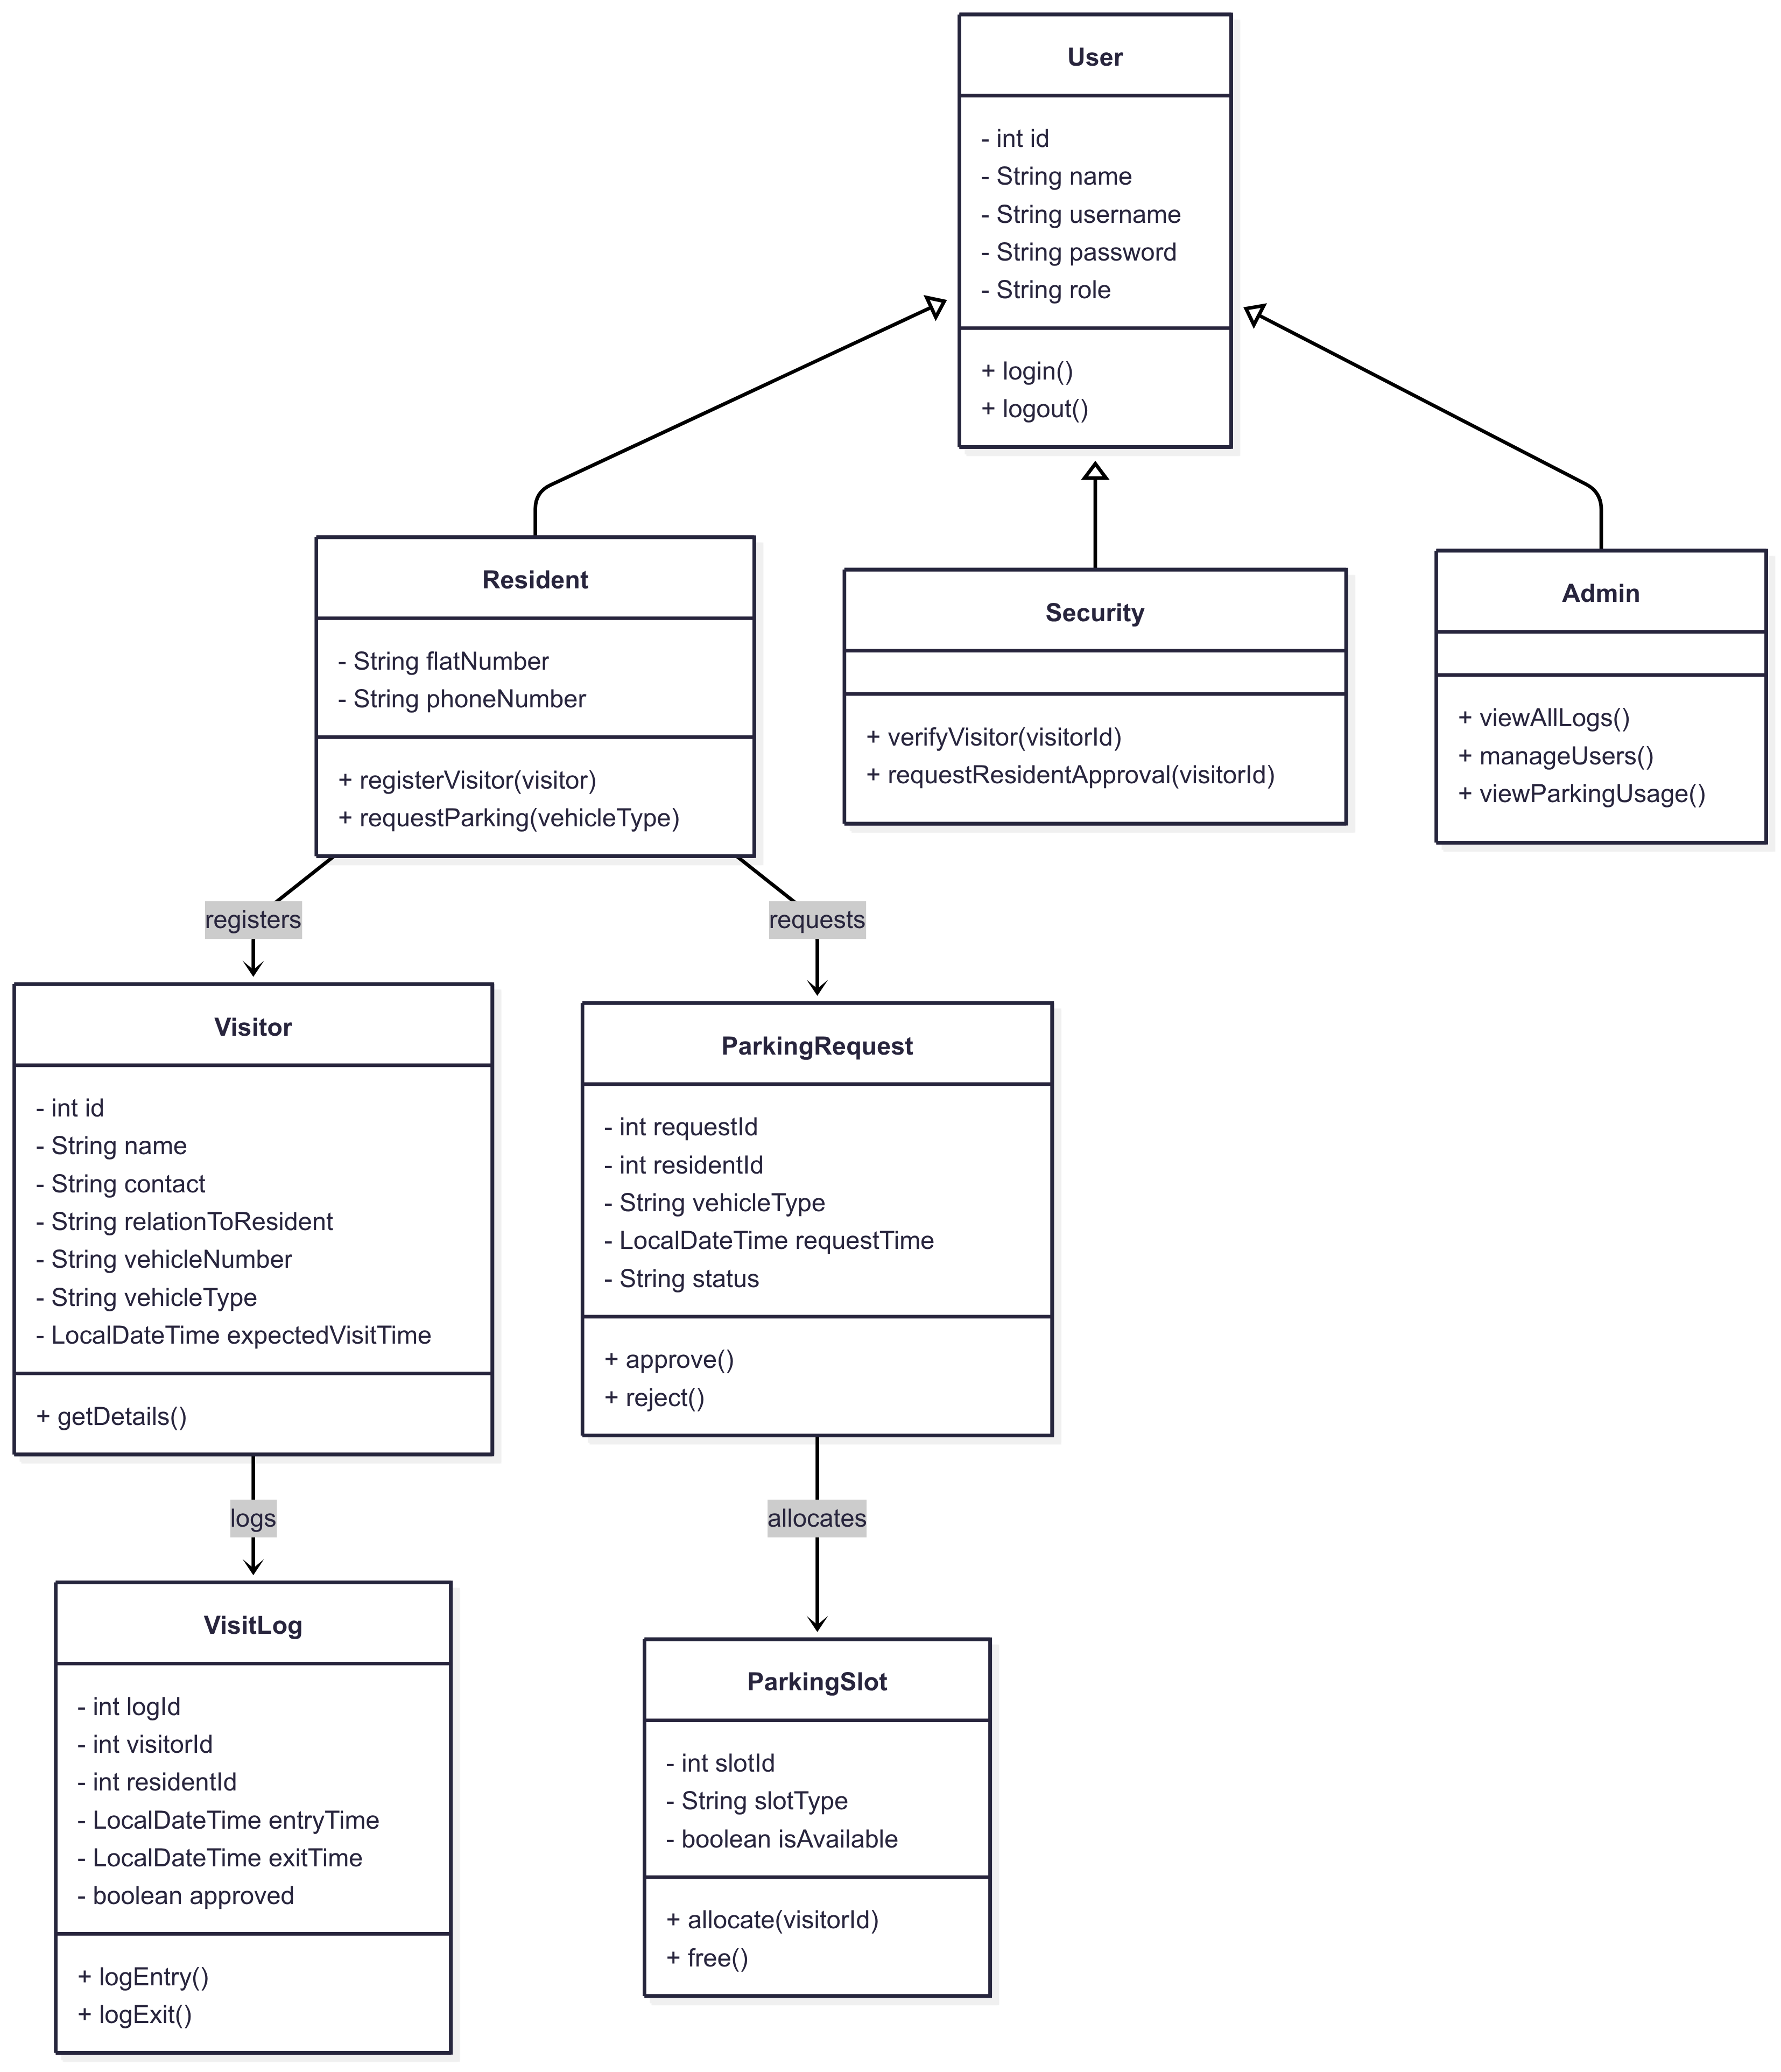 User
- int id
- String name
- String username
- String password
- String role
+ login()
+ logout()
Resident
- String flatNumber
- String phoneNumber
+ registerVisitor(visitor)
+ requestParking(vehicleType)
Security
+ verifyVisitor(visitorId)
+ requestResidentApproval(visitorId)
Admin
+ viewAllLogs()
+ manageUsers()
+ viewParkingUsage()
registers
requests
Visitor
- int id
- String name
- String contact
- String relationToResident
- String vehicleNumber
- String vehicleType
- LocalDateTime expectedVisitTime
+ getDetails()
ParkingRequest
- int requestId
- int residentId
- String vehicleType
- LocalDateTime requestTime
- String status
+ approve()
+ reject()
logs
allocates
VisitLog
- int logId
- int visitorId
- int residentId
- LocalDateTime entryTime
- LocalDateTime exitTime
- boolean approved
+ logEntry()
+ logExit()
ParkingSlot
- int slotId
- String slotType
- boolean isAvailable
+ allocate(visitorId)
+ free()